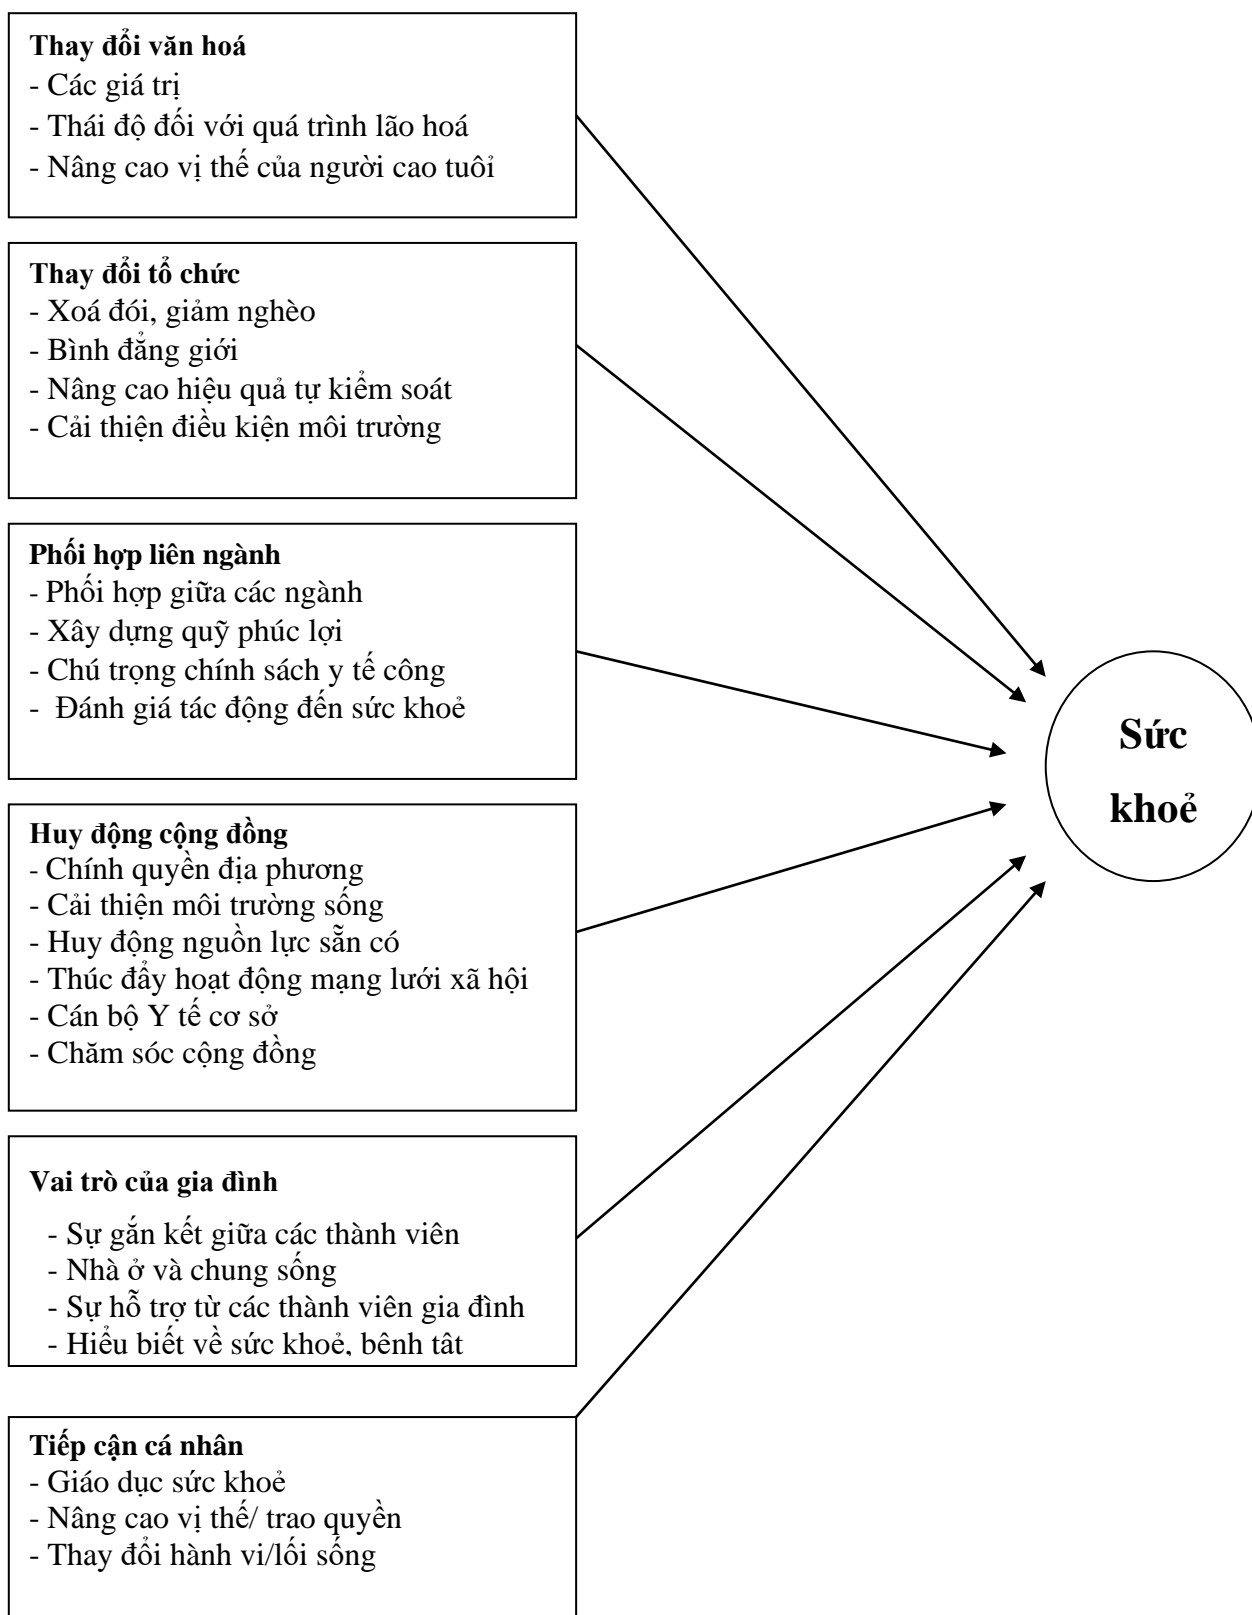 Thay đổi văn hoá
- Các giá trị
- Thái độ đối với quá trình lão hoá
- Nâng cao vị thế của người cao tuổi
Thay đổi tổ chức
- Xoá đói, giảm nghèo
- Bình đẳng giới
- Nâng cao hiệu quả tự kiểm soát
- Cải thiện điều kiện môi trường
Phối hợp liên ngành
- Phối hợp giữa các ngành
- Xây dựng quỹ phúc lợi
- Chú trọng chính sách y tế công
- Đánh giá tác động đến sức khoẻ
Sức
khoẻ
Huy động cộng đồng
- Chính quyền địa phương
- Cải thiện môi trường sống
- Huy động nguồn lực sẵn có
- Thúc đẩy hoạt động mạng lưới xã hội
- Cán bộ Y tế cơ sở
- Chăm sóc cộng đồng
Vai trò của gia đình
- Sự gắn kết giữa các thành viên
- Nhà ở và chung sống
- Sự hỗ trợ từ các thành viên gia đình
- Hiểu biết về sức khoẻ, bệnh tật
Tiếp cận cá nhân
- Giáo dục sức khoẻ
- Nâng cao vị thế/ trao quyền
- Thay đổi hành vi/lối sống